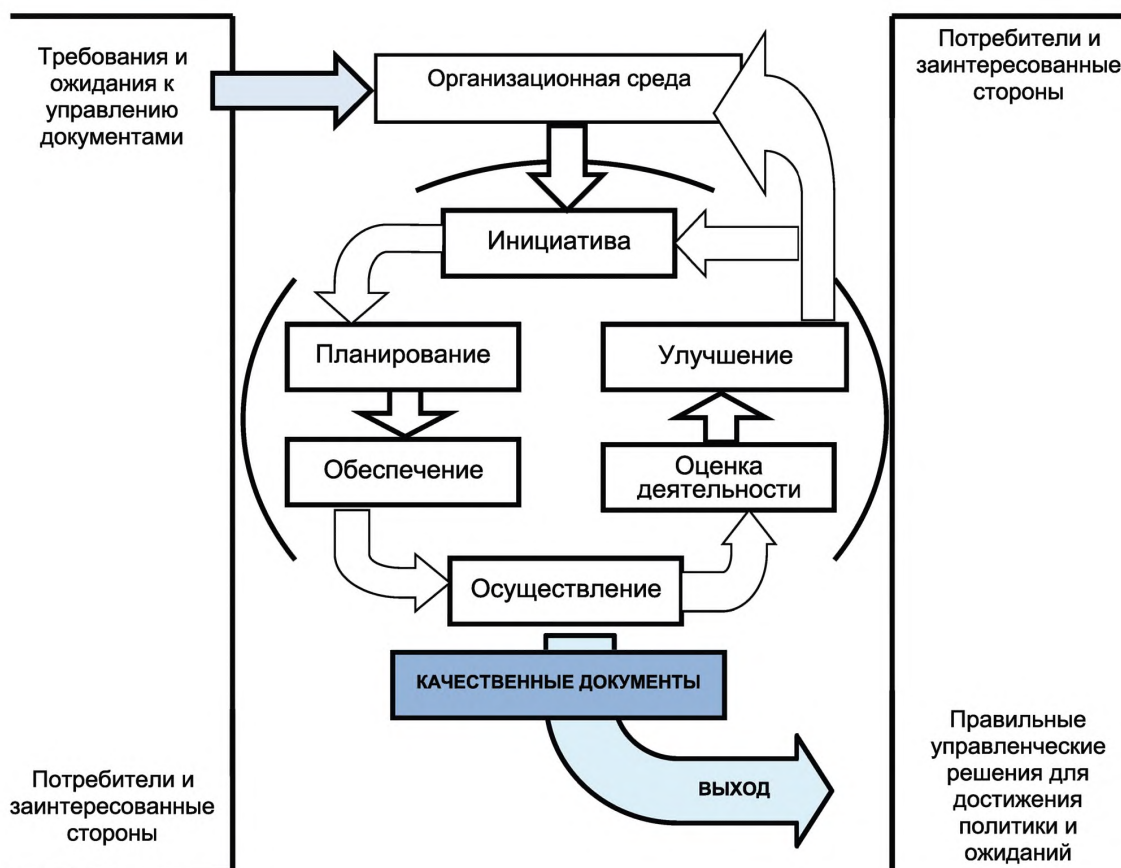 Требования и
ожидания к
управлению
документами
Организационная среда
Потребители и
заинтересованные
стороны
Инициатива
Планирование
Улучшение
Обеспечение
Оценка
деятельности
Осуществление
КАЧЕСТВЕННЫЕ ДОКУМЕНТЫ
ВЫХОД
Потребители и
заинтересованные
стороны
Правильные
управленческие
решения для
достижения
политики и
ожиданий